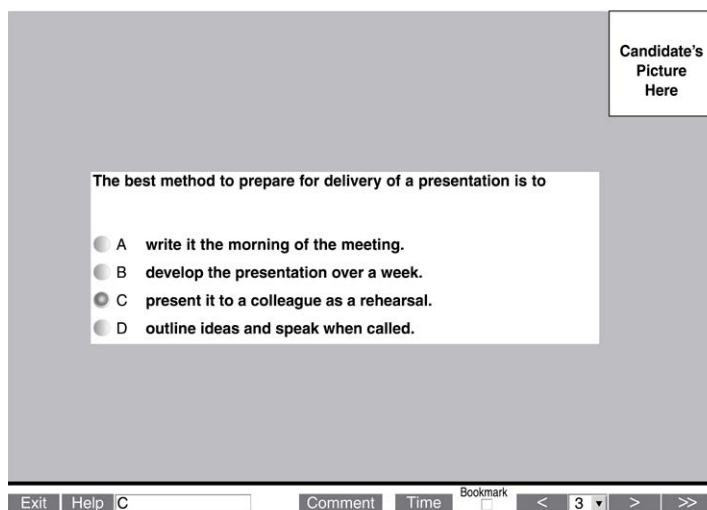 Candidate's
Picture
Here
The best method to prepare for delivery of a presentation is to
A write it the morning of the meeting.
B develop the presentation over a week.
C present it to a colleague as a rehearsal.
D outline ideas and speak when called.
Exit Help C Comment Time Bookmark < 3 > >>